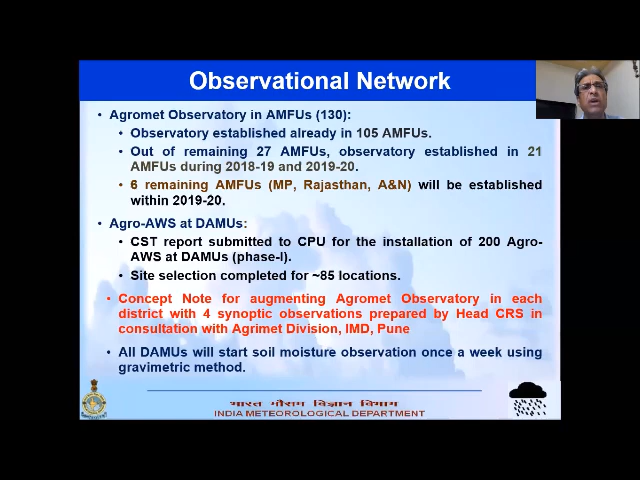 Observational Network
• Agromet Observatory in AMFUs (130):
• Observatory established already in 105 AMFUs.
• Out of remaining 27 AMFUs, observatory established in 21
AMFUs during 2018-19 and 2019-20.
• 6 remaining AMFUs (MP, Rajasthan, A&N) will be established
within 2019-20.
• Agro-AWS at DAMUs:
• CST report submitted to CPU for the installation of 200 Agro-
AWS at DAMUs (phase-I).
• Site selection completed for ~85 locations.
• Concept Note for augmenting Agromet Observatory in each
district with 4 synoptic observations prepared by Head CRS in
consultation with Agrimet Division, IMD, Pune
• All DAMUs will start soil moisture observation once a week using
gravimetric method.
भारत मौसम विज्ञान विभाग
INDIA METEOROLOGICAL DEPARTMENT